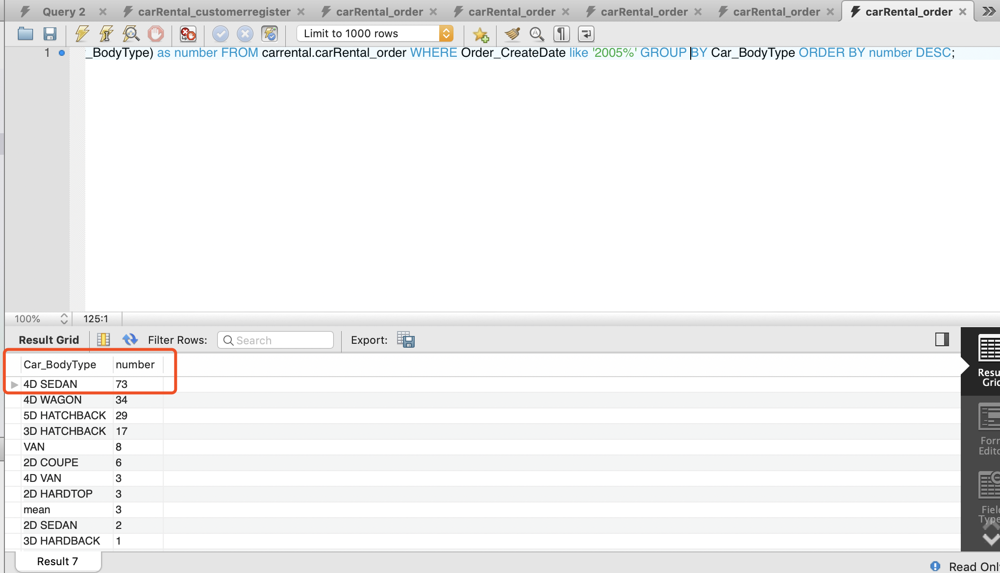 Query 2 carRental_customerregister carRental_order carRental_order carRental_order carRental_order carRental_order
Limit to 1000 rows
1 _BodyType) as number FROM carrental.carRental_order WHERE Order_CreateDate like '2005%' GROUP BY Car_BodyType ORDER BY number DESC;
100% 125:1
Result Grid Filter Rows: Search Export:
Car_BodyType number
4D SEDAN 73
4D WAGON 34
5D HATCHBACK 29
3D HATCHBACK 17
VAN 8
2D COUPE 6
4D VAN 3
2D HARDTOP 3
mean 3
2D SEDAN 2
3D HARDBACK 1
Resu
Grid
Form
Edito
Field
Type
Result 7
Read Onl